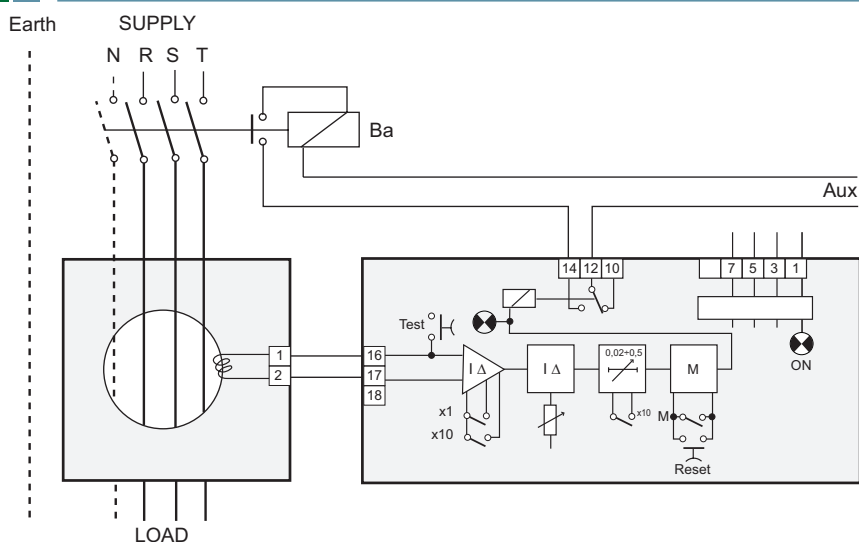 Earth
SUPPLY
N R S T
Ba
Aux
14 12 10
7 5 3 1
Test
ON
1
2
16
17
18
I Δ
I Δ
0,02÷0,5
M
x1
x10
x10
M
Reset
LOAD